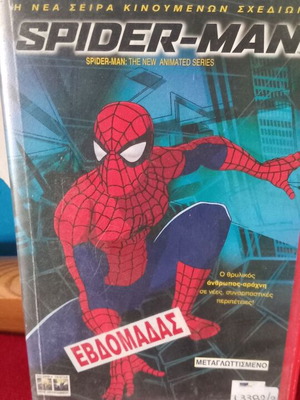 Η ΝΕΑ ΣΕΙΡΑ ΚΙΝΟΥΜΕΝΩΝ ΣΧΕΔΙΩΝ
SPIDER-MAN
SPIDER-MAN: THE NEW ANIMATED SERIES
Ο θρυλικός
άνθρωπος-αράχνη
σε νέες, συναρπαστικές
περιπέτειες!
ΕΒΔΟΜΑΔΑΣ
ΜΕΤΑΓΛΩΤΤΙΣΜΕΝΟ